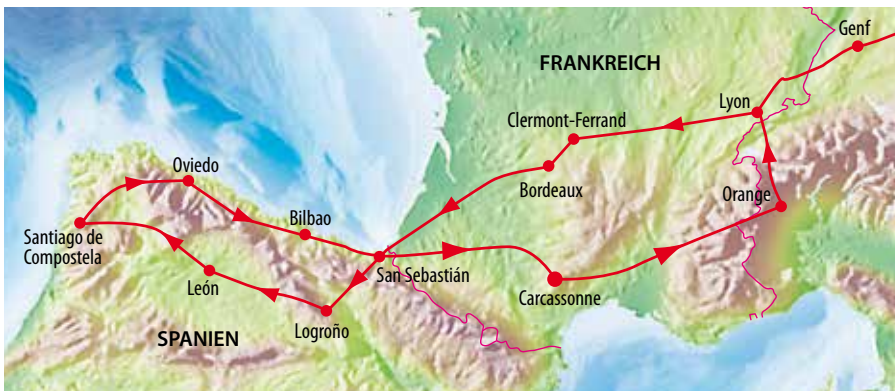 Genf
FRANKREICH
Lyon
Clermont-Ferrand
Oviedo
Bordeaux
Orange
Bilbao
Santiago de
Compostela
San Sebastián
León
Carcassonne
Logroño
SPANIEN